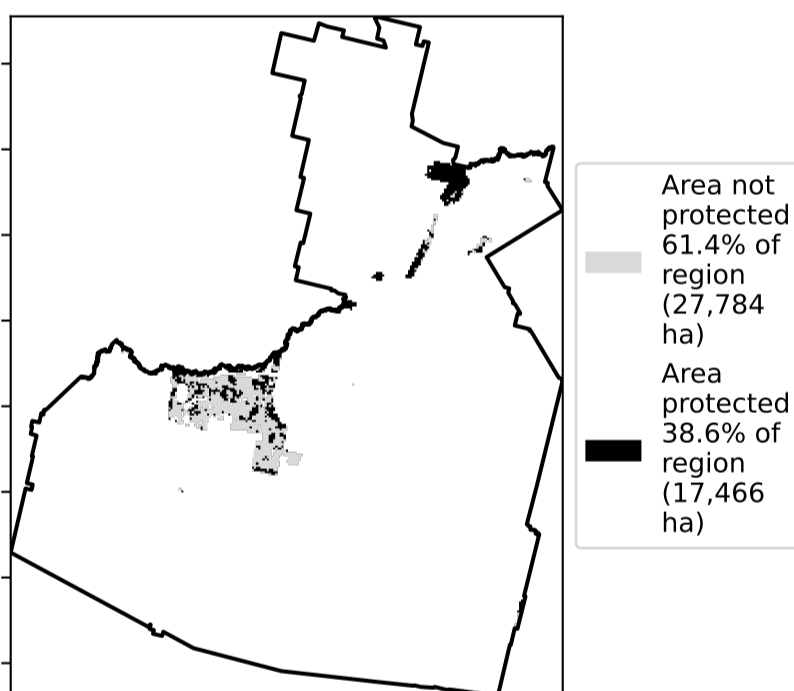 Area not
protected
61.4% of
region
(27,784
ha)
Area
protected
38.6% of
region
(17,466
ha)